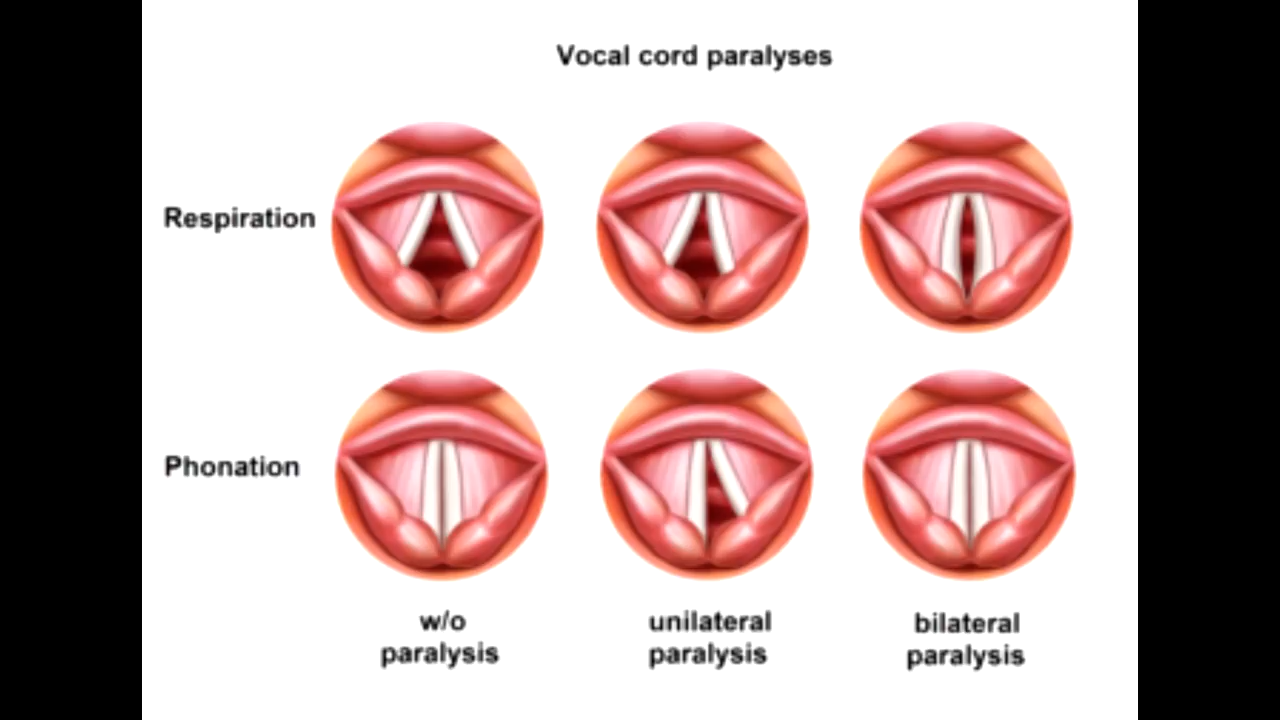 Vocal cord paralyses
Respiration
Phonation
w/o
paralysis
unilateral
paralysis
bilateral
paralysis